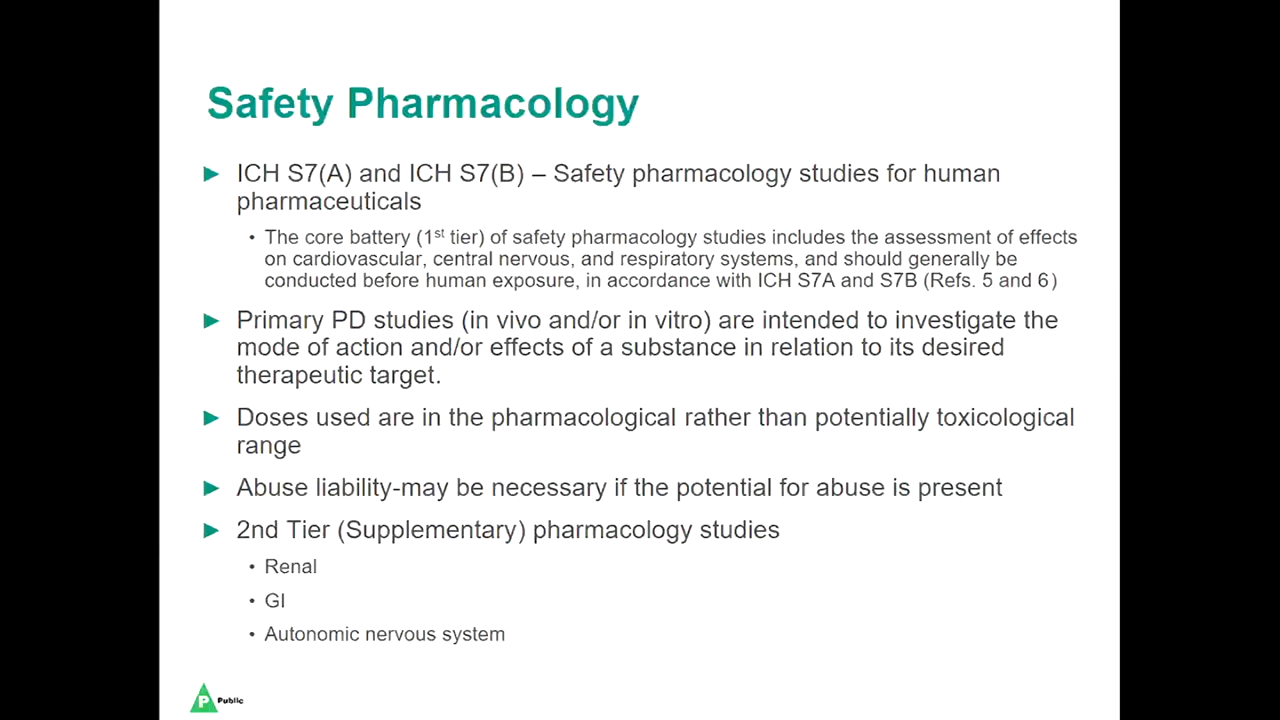 Safety Pharmacology
► ICH S7(A) and ICH S7(B) – Safety pharmacology studies for human
pharmaceuticals
• The core battery (1st tier) of safety pharmacology studies includes the assessment of effects
on cardiovascular, central nervous, and respiratory systems, and should generally be
conducted before human exposure, in accordance with ICH S7A and S7B (Refs. 5 and 6)
► Primary PD studies (in vivo and/or in vitro) are intended to investigate the
mode of action and/or effects of a substance in relation to its desired
therapeutic target.
► Doses used are in the pharmacological rather than potentially toxicological
range
► Abuse liability-may be necessary if the potential for abuse is present
► 2nd Tier (Supplementary) pharmacology studies
• Renal
• GI
• Autonomic nervous system
P Public